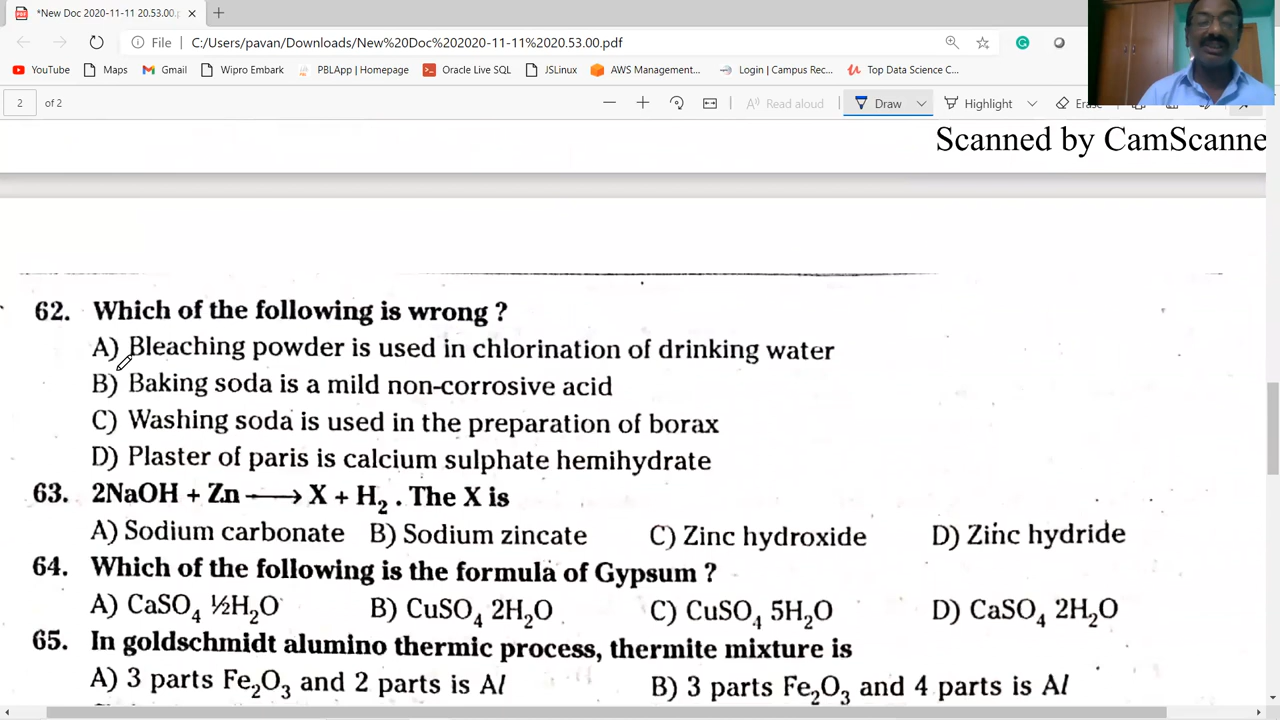 *New Doc 2020-11-11 20.53.00.p
File C:/Users/pavan/Downloads/New%20Doc%202020-11-11%2020.53.00.pdf
YouTube Maps Gmail Wipro Embark PBLApp | Homepage Oracle Live SQL JSLinux AWS Management... Login | Campus Rec... Top Data Science C...
2 of 2 Read aloud Draw Highlight Erase
Scanned by CamScanne
62. Which of the following is wrong ?
A) Bleaching powder is used in chlorination of drinking water
B) Baking soda is a mild non-corrosive acid
C) Washing soda is used in the preparation of borax
D) Plaster of paris is calcium sulphate hemihydrate
63. 2NaOH + Zn ⟶ X + H₂ . The X is
A) Sodium carbonate B) Sodium zincate C) Zinc hydroxide D) Zinc hydride
64. Which of the following is the formula of Gypsum ?
A) CaSO₄ ½H₂O B) CuSO₄ 2H₂O C) CuSO₄ 5H₂O D) CaSO₄ 2H₂O
65. In goldschmidt alumino thermic process, thermite mixture is
A) 3 parts Fe₂O₃ and 2 parts is Al B) 3 parts Fe₂O₃ and 4 parts is Al